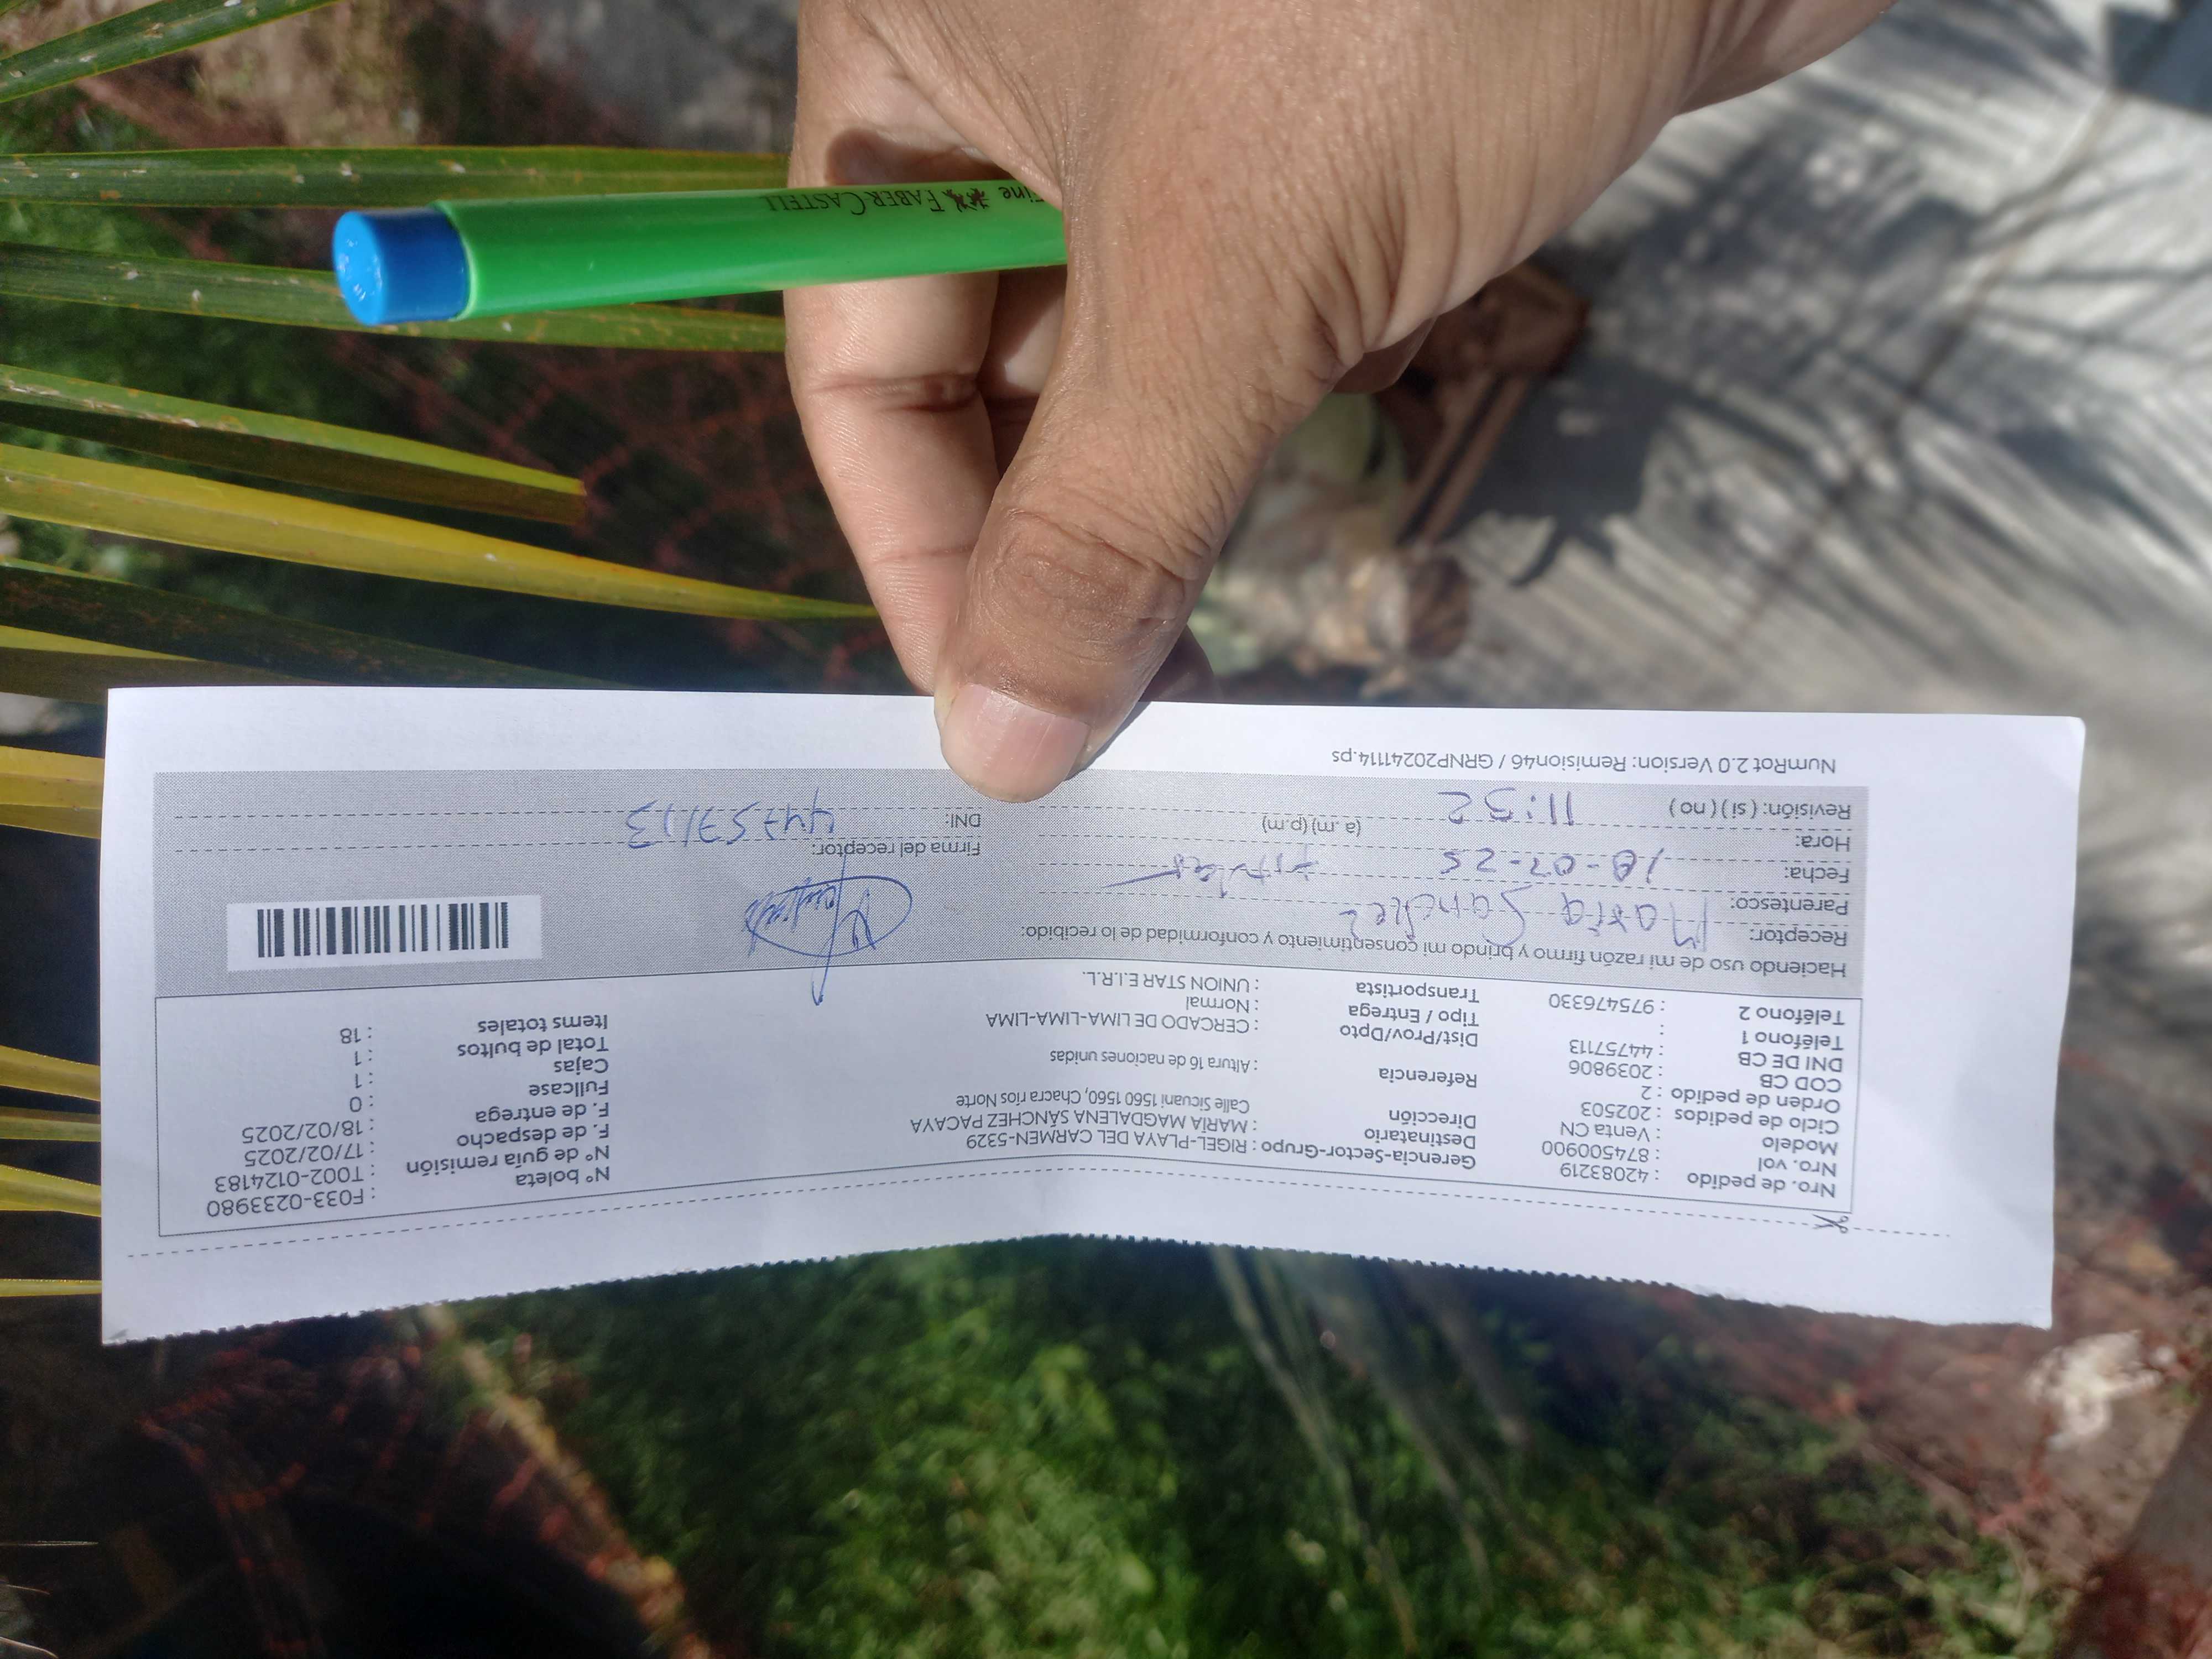 Nro. de pedido : 42083219
Nro. vol : 874500900
Modelo : Venta CN
Ciclo de pedidos : 202503
Orden de pedido : 2
COD CB : 2039806
DNI DE CB : 44757113
Teléfono 1 :
Teléfono 2 : 975476330
Gerencia-Sector-Grupo : RIGEL-PLAYA DEL CARMEN-5329
Destinatario : MARÍA MAGDALENA SÁNCHEZ PACAYA
Dirección Calle Sicuani 1560 1560, Chacra ríos Norte
Referencia : Altura 16 de naciones unidas
Dist/Prov/Dpto : CERCADO DE LIMA-LIMA-LIMA
Tipo / Entrega : Normal
Transportista : UNION STAR E.I.R.L.
N° boleta : F033-0233980
N° de guía remisión : T002-0124183
F. de despacho : 17/02/2025
F. de entrega : 18/02/2025
Fullcase : 0
Cajas : 1
Total de bultos : 1
Items totales : 18
Haciendo uso de mi razón firmo y brindo mi consentimiento y conformidad de lo recibido:
Receptor: Maria Sanchez
Parentesco: titular
Fecha: 18-02-25
Hora: 11:32 (a.m) (p.m)
Revisión: ( si ) ( no )
Firma del receptor:
DNI: 44757113
NumRot 2.0 Version: Remision46 / GRNP20241114.ps
ine FABER CASTELL